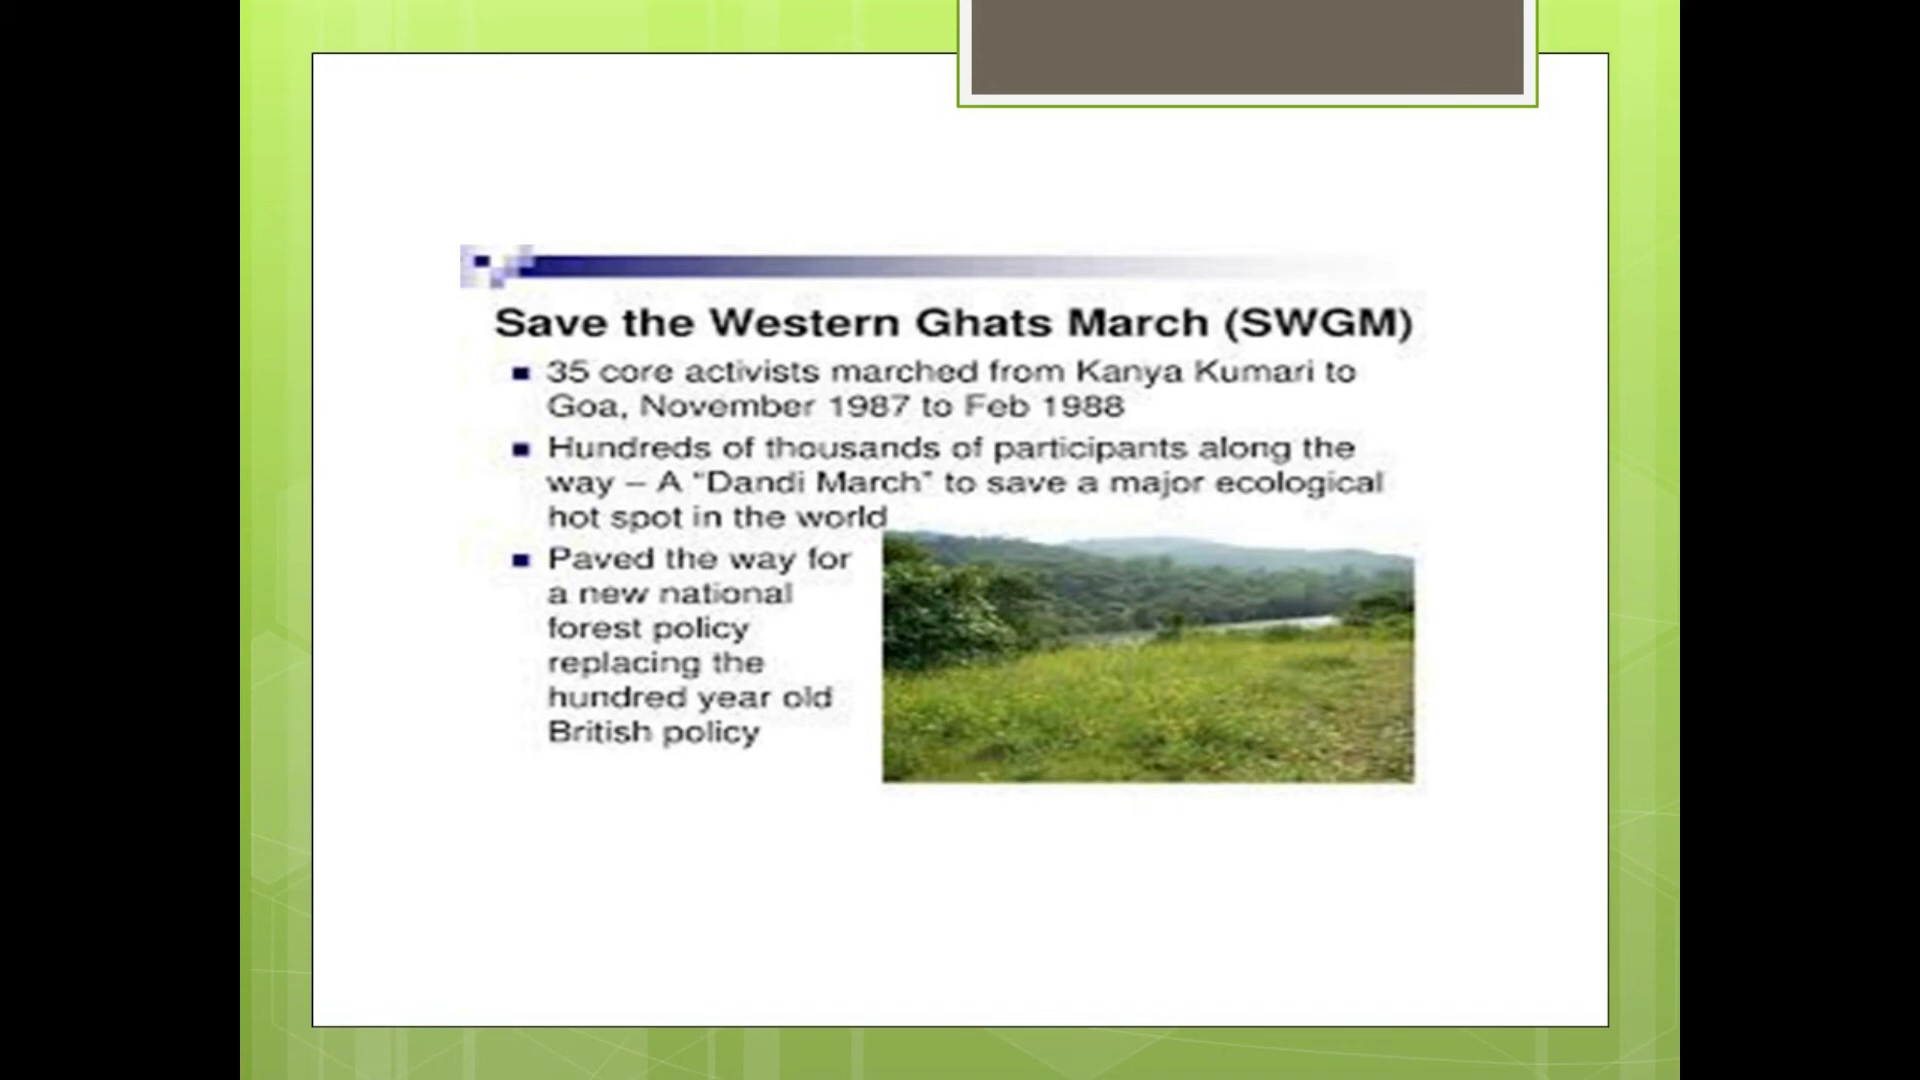 Save the Western Ghats March (SWGM)
35 core activists marched from Kanya Kumari to
Goa, November 1987 to Feb 1988
Hundreds of thousands of participants along the
way – A "Dandi March" to save a major ecological
hot spot in the world
Paved the way for
a new national
forest policy
replacing the
hundred year old
British policy